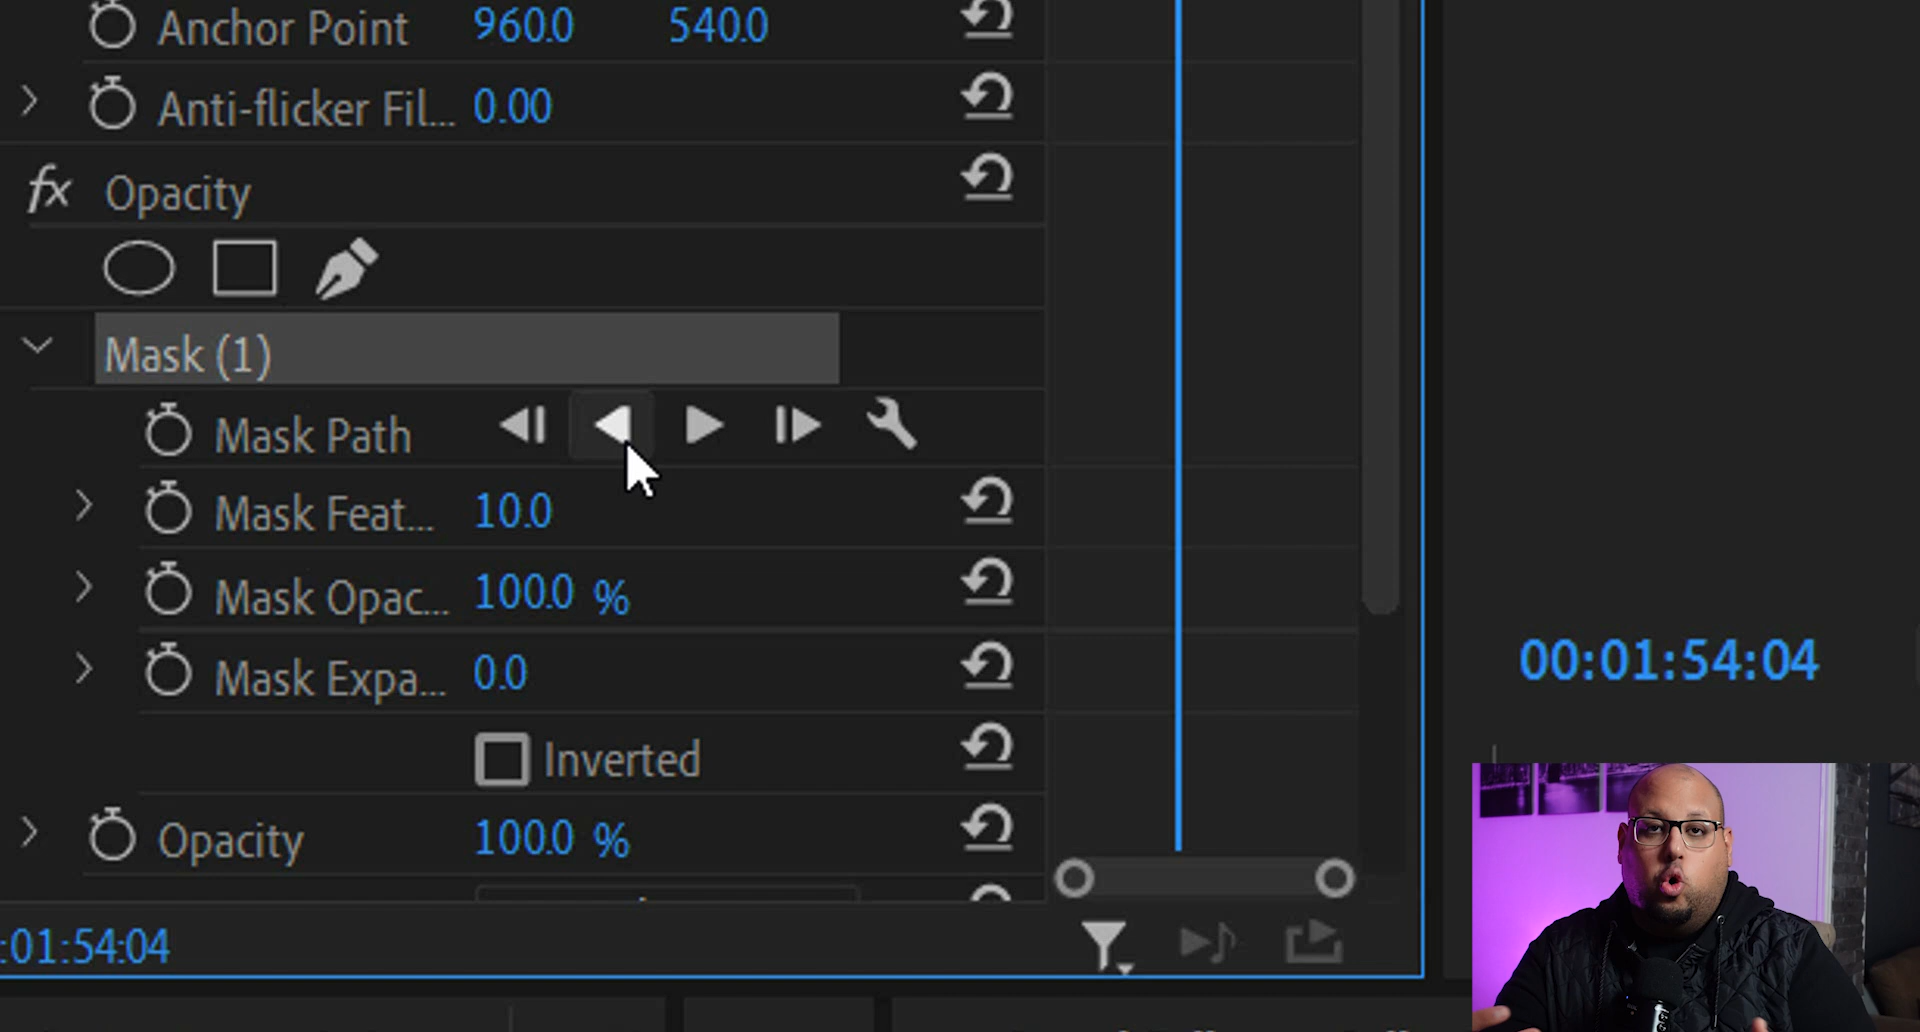 Anchor Point 960.0 540.0
Anti-flicker Fil... 0.00
fx Opacity
Mask (1)
Mask Path
Mask Feat... 10.0
Mask Opac... 100.0 %
Mask Expa... 0.0
Inverted
Opacity 100.0 %
00:01:54:04
:01:54:04